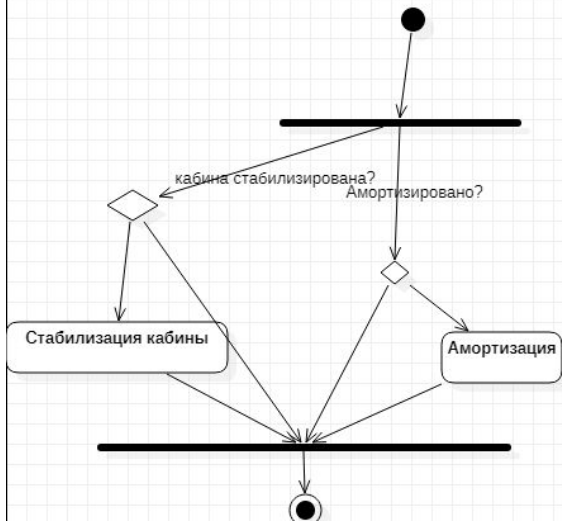 кабина стабилизирована?
Амортизировано?
Стабилизация кабины
Амортизация